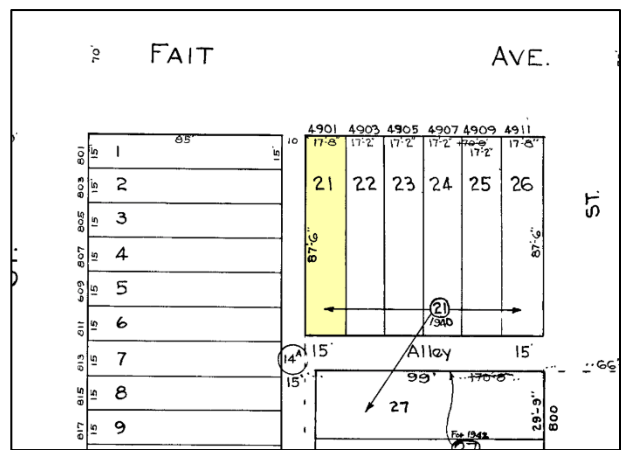 70' FAIT AVE.
4901 4903 4905 4907 4909 4911
85' 10 17'-8" 17'-2" 17'-2" 17'-2" 17'-2" 17'-8"
801 15' 1 15'
803 15 2
805 15 3
807 15 4
809 15 5
811 15 6
813 15 7
815 15 8
817 15 9
21 22 23 24 25 26
ST.
87'-6" 87'-6"
21
1940
14A 15' Alley 15'
15' 99' 170'-8" 66'
27 29'-9" 800
For 1942
27